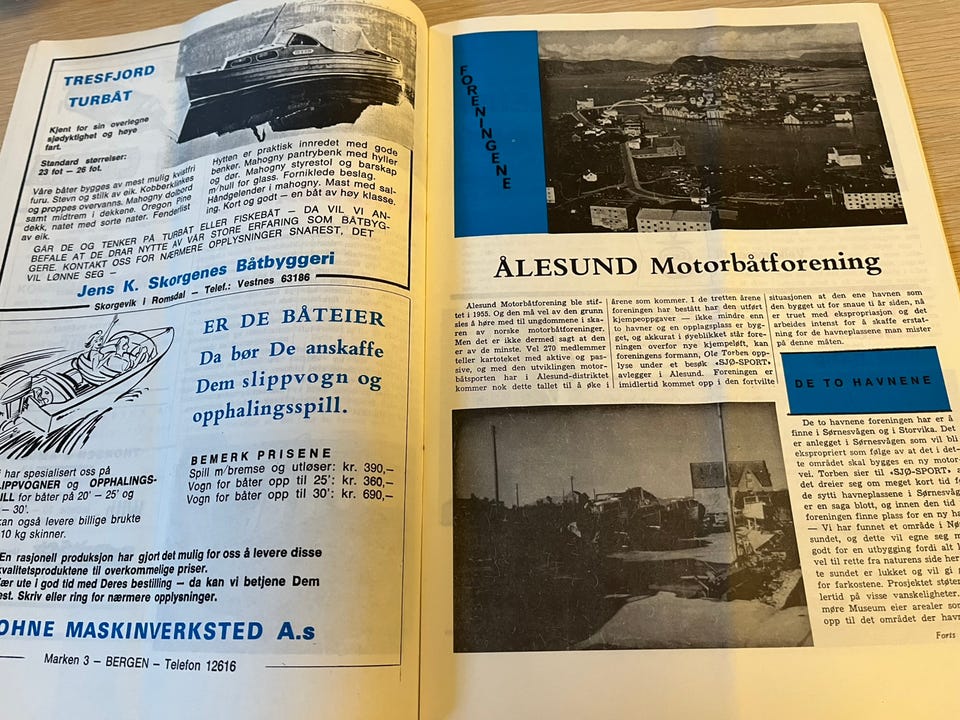 TRESFJORD
TURBÅT
Kjent for sin overlegne
sjødyktighet og høye
fart.
Standard størrelser:
23 fot – 26 fot.
Våre båter bygges av mest mulig kvistfri
furu. Stevn og stilk av eik. Kobberklinkes
og proppes overvanns. Mahogny dolbord
samt midtrem i dekkene. Oregon Pine
dekk, natet med sorte nater. Fenderlist
av eik.
Hytten er praktisk innredet med gode
benker. Mahogny pantrybenk med hyller
og dør. Mahogny styrestol og barskap
m/hull for glass. Forniklede beslag.
Håndgelender i mahogny. Mast med sal-
ing. Kort og godt — en båt av høy klasse.
GÅR DE OG TENKER PÅ TURBÅT ELLER FISKEBÅT – DA VIL VI AN-
BEFALE AT DE DRAR NYTTE AV VÅR STORE ERFARING SOM BÅTBYG-
GERE. KONTAKT OSS FOR NÆRMERE OPPLYSNINGER SNAREST, DET
VIL LØNNE SEG –
Jens K. Skorgenes Båtbyggeri
Skorgevik i Romsdal – Telef.: Vestnes 63186
ER DE BÅTEIER
Da bør De anskaffe
Dem slippvogn og
opphalingsspill.
BEMERK PRISENE
Spill m/bremse og utløser: kr. 390,–
Vogn for båter opp til 25': kr. 360,–
Vogn for båter opp til 30': kr. 690,–
har spesialisert oss på
LIPPVOGNER og OPPHALINGS-
ILL for båter på 20' – 25' og
– 30'.
kan også levere billige brukte
10 kg skinner.
En rasjonell produksjon har gjort det mulig for oss å levere disse
kvalitetsproduktene til overkommelige priser.
ær ute i god tid med Deres bestilling – da kan vi betjene Dem
est. Skriv eller ring for nærmere opplysninger.
OHNE MASKINVERKSTED A.s
Marken 3 – BERGEN – Telefon 12616
FORENINGENE
ÅLESUND Motorbåtforening
Ålesund Motorbåtforening ble stif-
tet i 1955. Og den må vel av den grunn
sies å høre med til ungdommene i ska-
ren av norske motorbåtforeninger.
Men det er ikke dermed sagt at den
er av de minste. Vel 270 medlemmer
teller kartoteket med aktive og pas-
sive, og med den utviklingen motor-
båtsporten har i Ålesund-distriktet
kommer nok dette tallet til å øke i
årene som kommer. I de tretten årene
foreningen har bestått har den utført
kjempeoppgaver — ikke mindre enn
to havner og en opplagsplass er byg-
get, og akkurat i øyeblikket står for-
eningen overfor nye kjempeløft, kan
foreningens formann, Ole Torben opp-
lyse under et besøk «SJØ-SPORT»
avlegger i Ålesund. Foreningen er
imidlertid kommet opp i den fortvilte
situasjonen at den ene havnen som
den bygget ut for snaue ti år siden, nå
er truet med ekspropriasjon og det
arbeides intenst for å skaffe erstat-
ning for de havneplassene man mister
på denne måten.
DE TO HAVNENE
De to havnene foreningen har er å
finne i Sørnesvågen og i Storvika. Det
er anlegget i Sørnesvågen som vil bli
ekspropriert som følge av at det i det-
te området skal bygges en ny motor-
vei. Torben sier til «SJØ-SPORT» a
det dreier seg om meget kort tid f
de sytti havneplassene i Sørnesvåg
er en saga blott, og innen den tid
foreningen finne plass for en ny ha
— Vi har funnet et område i Nø
sundet, og dette vil egne seg m
godt for en utbygging fordi alt l
vel til rette fra naturens side her
te sundet er lukket og vil gi
for farkostene. Prosjektet støte
lertid på visse vanskeligheter.
møre Museum eier arealer som
opp til det området der havn
Forts